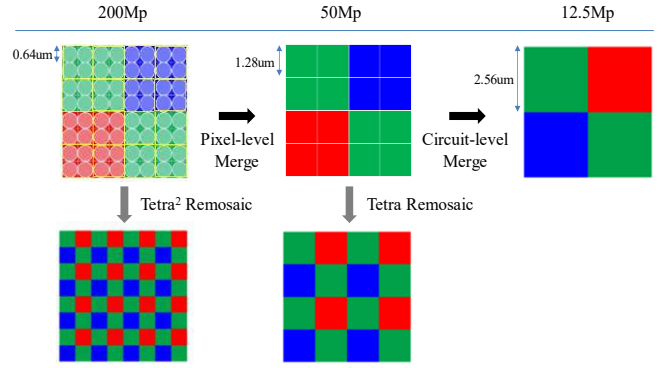 200Mp
50Mp
12.5Mp
0.64um
1.28um
2.56um
Pixel-level
Merge
Circuit-level
Merge
Tetra² Remosaic
Tetra Remosaic